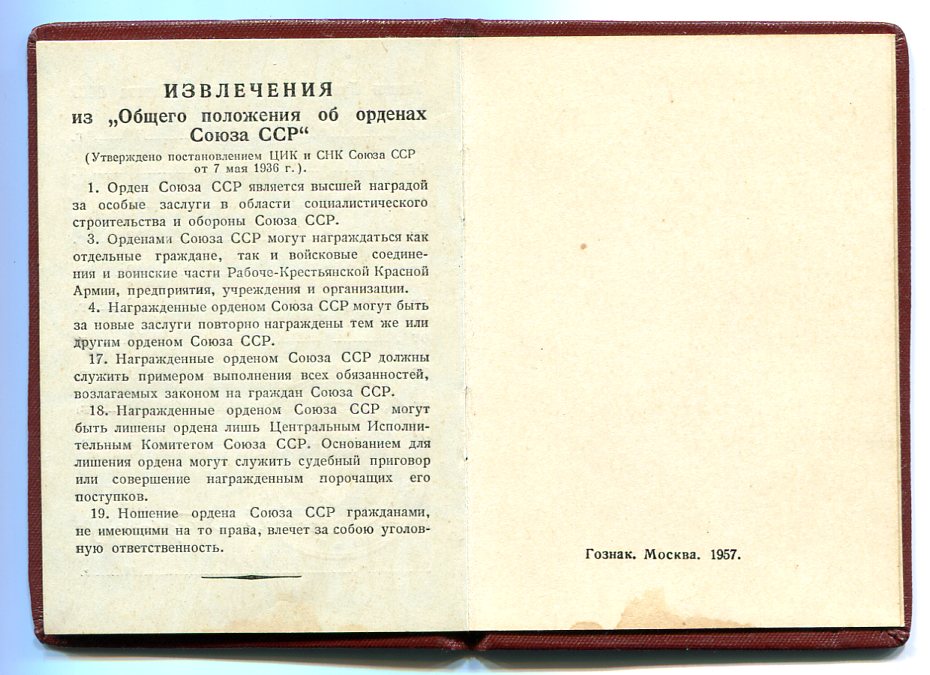 ИЗВЛЕЧЕНИЯ
из „Общего положения об орденах
Союза ССР“
(Утверждено постановлением ЦИК и СНК Союза ССР
от 7 мая 1936 г.).
1. Орден Союза ССР является высшей наградой
за особые заслуги в области социалистического
строительства и обороны Союза ССР.
3. Орденами Союза ССР могут награждаться как
отдельные граждане, так и войсковые соедине-
ния и воинские части Рабоче-Крестьянской Красной
Армии, предприятия, учреждения и организации.
4. Награжденные орденом Союза ССР могут быть
за новые заслуги повторно награждены тем же или
другим орденом Союза ССР.
17. Награжденные орденом Союза ССР должны
служить примером выполнения всех обязанностей,
возлагаемых законом на граждан Союза ССР.
18. Награжденные орденом Союза ССР могут
быть лишены ордена лишь Центральным Исполни-
тельным Комитетом Союза ССР. Основанием для
лишения ордена могут служить судебный приговор
или совершение награжденным порочащих его
поступков.
19. Ношение ордена Союза ССР гражданами,
не имеющими на то права, влечет за собою уголов-
ную ответственность.
Гознак. Москва. 1957.